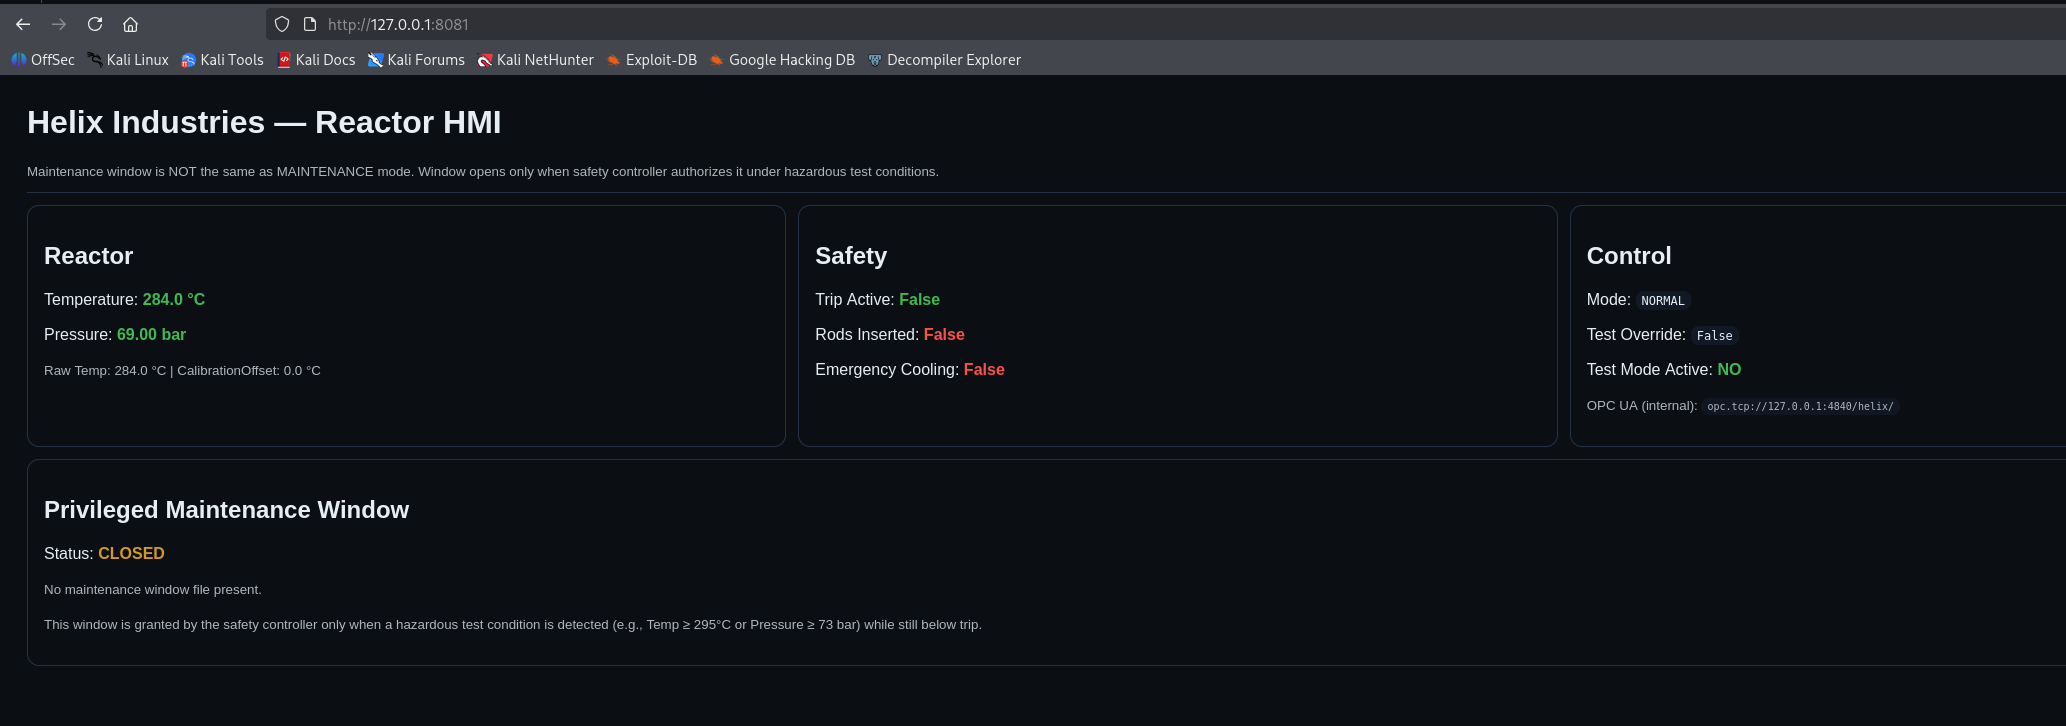 http://127.0.0.1:8081
OffSec Kali Linux Kali Tools Kali Docs Kali Forums Kali NetHunter Exploit-DB Google Hacking DB Decompiler Explorer
Helix Industries — Reactor HMI
Maintenance window is NOT the same as MAINTENANCE mode. Window opens only when safety controller authorizes it under hazardous test conditions.
Reactor
Temperature: 284.0 °C
Pressure: 69.00 bar
Raw Temp: 284.0 °C | CalibrationOffset: 0.0 °C
Safety
Trip Active: False
Rods Inserted: False
Emergency Cooling: False
Control
Mode: NORMAL
Test Override: False
Test Mode Active: NO
OPC UA (internal): opc.tcp://127.0.0.1:4840/helix/
Privileged Maintenance Window
Status: CLOSED
No maintenance window file present.
This window is granted by the safety controller only when a hazardous test condition is detected (e.g., Temp ≥ 295°C or Pressure ≥ 73 bar) while still below trip.